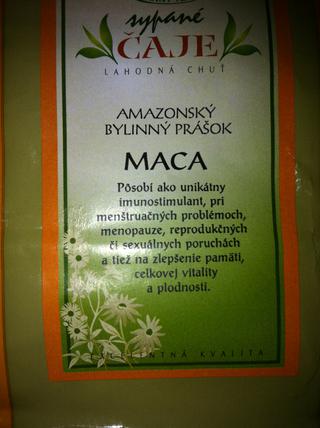 sypané
ČAJE
LAHODNÁ CHUŤ
AMAZONSKÝ
BYLINNÝ PRÁŠOK
MACA
Pôsobí ako unikátny
imunostimulant, pri
menštruačných problémoch,
menopauze, reprodukčných
či sexuálnych poruchách
a tiež na zlepšenie pamäti,
celkovej vitality
a plodnosti.
EXCELENTNÁ KVALITA